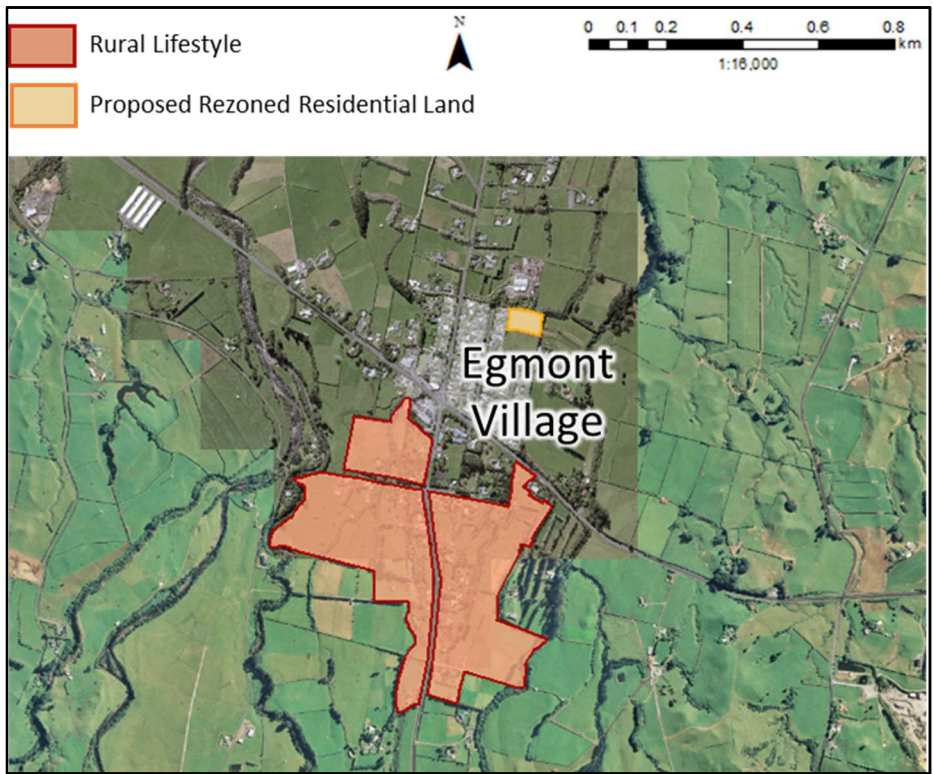 Rural Lifestyle
Proposed Rezoned Residential Land
N
0 0.1 0.2 0.4 0.6 0.8
km
1:16,000
Egmont
Village